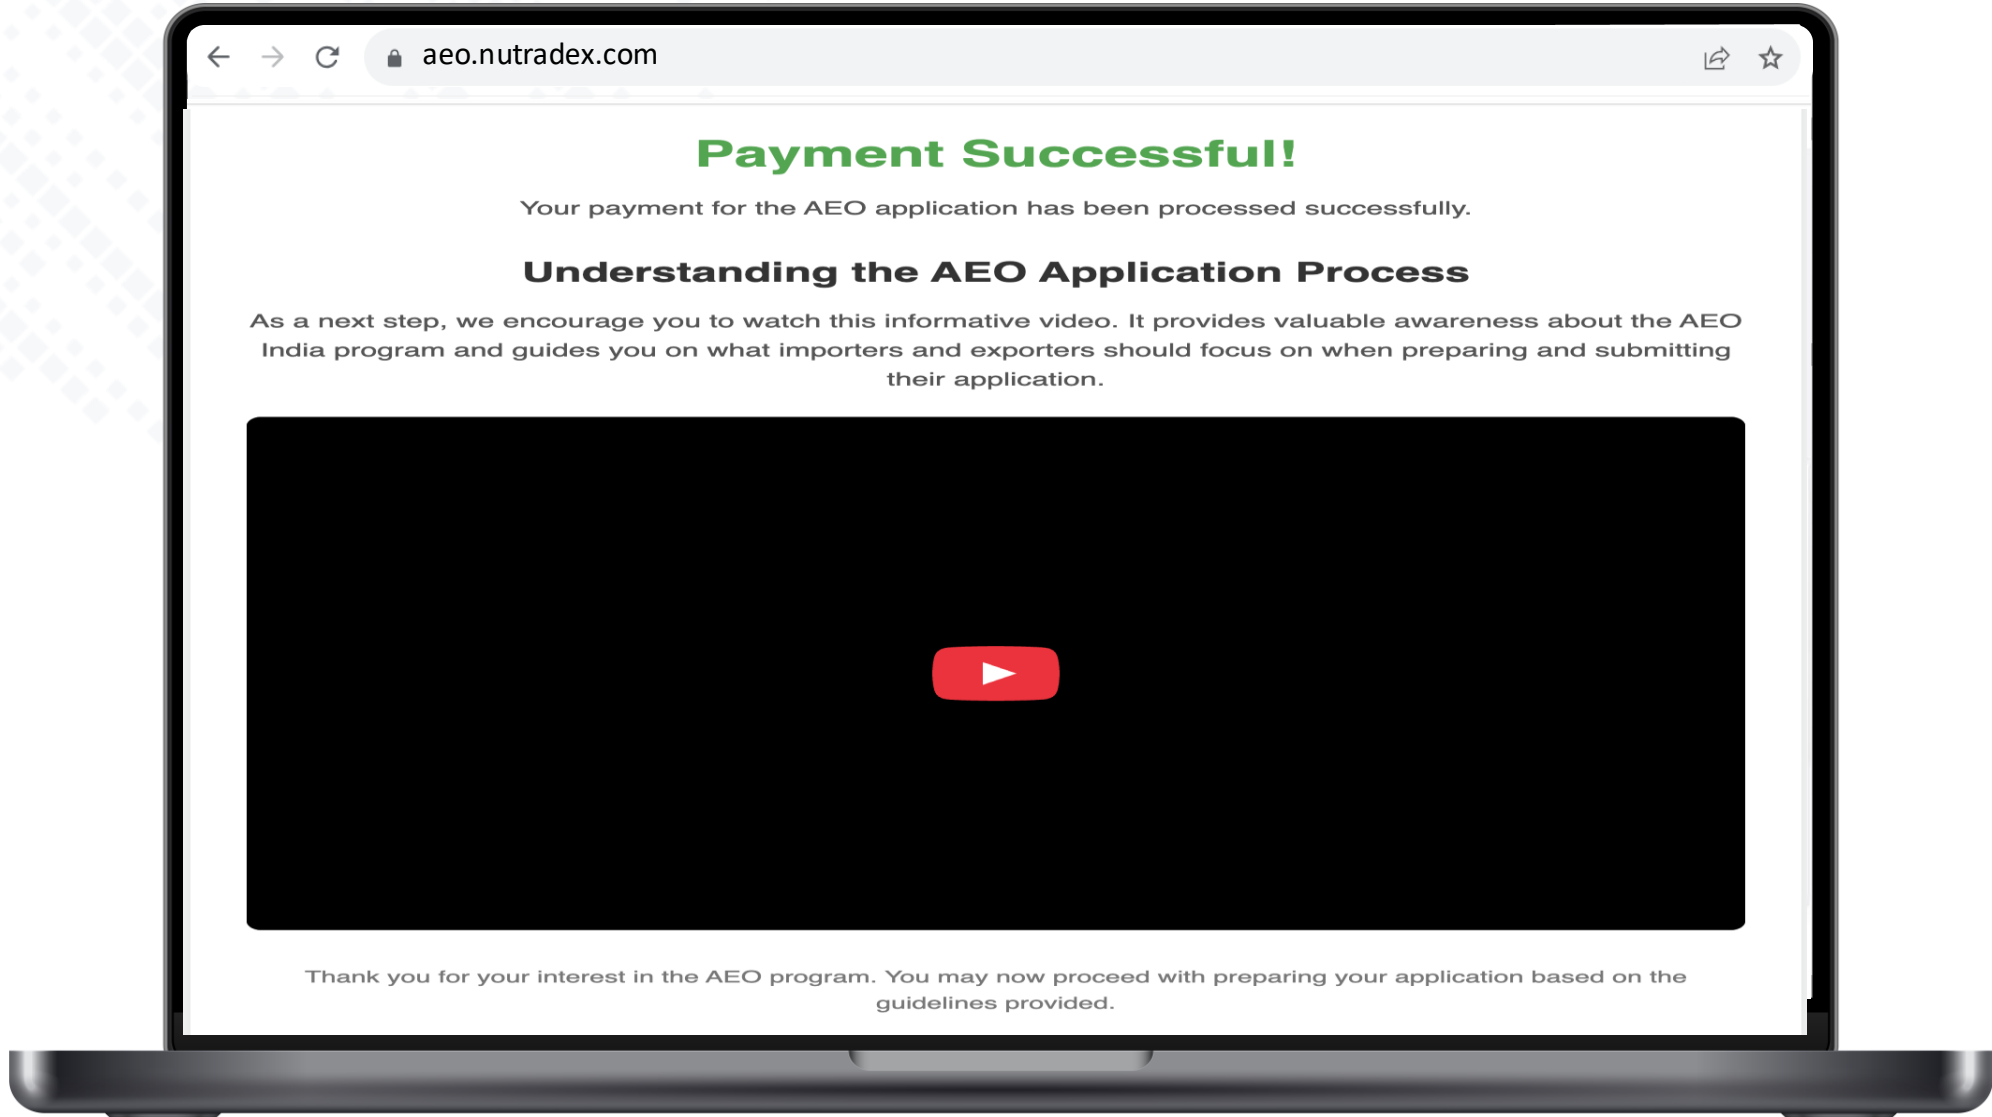 aeo.nutradex.com
Payment Successful!
Your payment for the AEO application has been processed successfully.
Understanding the AEO Application Process
As a next step, we encourage you to watch this informative video. It provides valuable awareness about the AEO
India program and guides you on what importers and exporters should focus on when preparing and submitting
their application.
Thank you for your interest in the AEO program. You may now proceed with preparing your application based on the
guidelines provided.